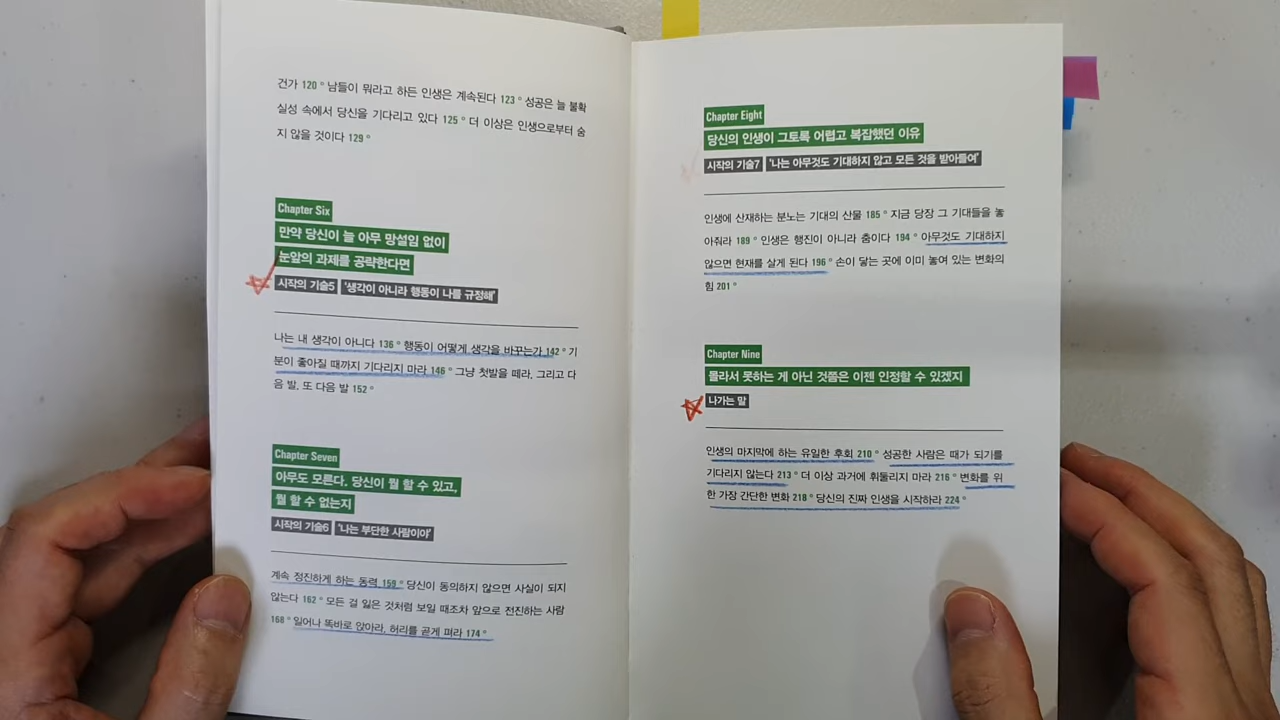 건가 120 ° 남들이 뭐라고 하든 인생은 계속된다 123 ° 성공은 늘 불확
실성 속에서 당신을 기다리고 있다 125 ° 더 이상은 인생으로부터 숨
지 않을 것이다 129 °
Chapter Six
만약 당신이 늘 아무 망설임 없이
눈앞의 과제를 공략한다면
시작의 기술5 '생각이 아니라 행동이 나를 규정해'
나는 내 생각이 아니다 136 ° 행동이 어떻게 생각을 바꾸는가 142 ° 기
분이 좋아질 때까지 기다리지 마라 146 ° 그냥 첫발을 떼라, 그리고 다
음 발, 또 다음 발 152 °
Chapter Seven
아무도 모른다. 당신이 뭘 할 수 있고,
뭘 할 수 없는지
시작의 기술6 '나는 부단한 사람이야'
계속 정진하게 하는 동력 159 ° 당신이 동의하지 않으면 사실이 되지
않는다 162 ° 모든 걸 잃은 것처럼 보일 때조차 앞으로 전진하는 사람
168 ° 일어나 똑바로 앉아라, 허리를 곧게 펴라 174 °
Chapter Eight
당신의 인생이 그토록 어렵고 복잡했던 이유
시작의 기술7 '나는 아무것도 기대하지 않고 모든 것을 받아들여'
인생에 산재하는 분노는 기대의 산물 185 ° 지금 당장 그 기대들을 놓
아줘라 189 ° 인생은 행진이 아니라 춤이다 194 ° 아무것도 기대하지
않으면 현재를 살게 된다 196 ° 손이 닿는 곳에 이미 놓여 있는 변화의
힘 201 °
Chapter Nine
몰라서 못하는 게 아닌 것쯤은 이젠 인정할 수 있겠지
나가는 말
인생의 마지막에 하는 유일한 후회 210 ° 성공한 사람은 때가 되기를
기다리지 않는다 213 ° 더 이상 과거에 휘둘리지 마라 216 ° 변화를 위
한 가장 간단한 변화 218 ° 당신의 진짜 인생을 시작하라 224 °